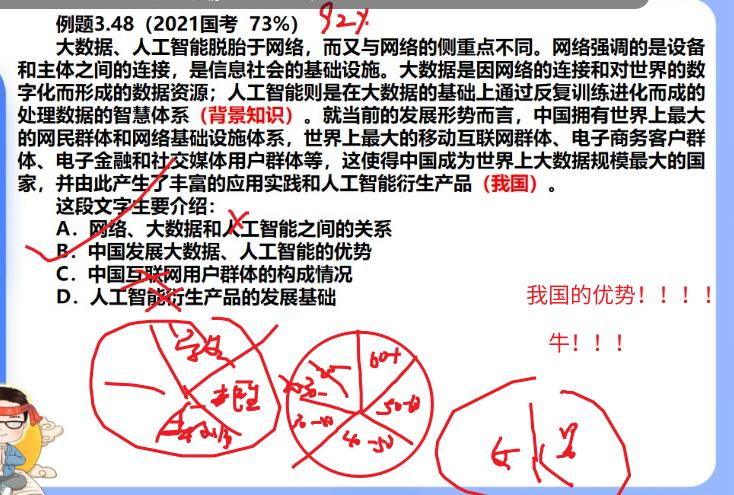 例题3.48（2021国考 73%） 92%
大数据、人工智能脱胎于网络，而又与网络的侧重点不同。网络强调的是设备
和主体之间的连接，是信息社会的基础设施。大数据是因网络的连接和对世界的数
字化而形成的数据资源；人工智能则是在大数据的基础上通过反复训练进化而成的
处理数据的智慧体系（背景知识）。就当前的发展形势而言，中国拥有世界上最大
的网民群体和网络基础设施体系，世界上最大的移动互联网群体、电子商务客户群
体、电子金融和社交媒体用户群体等，这使得中国成为世界上大数据规模最大的国
家，并由此产生了丰富的应用实践和人工智能衍生产品（我国）。
这段文字主要介绍：
A．网络、大数据和人工智能之间的关系
B．中国发展大数据、人工智能的优势
C．中国互联网用户群体的构成情况
D．人工智能衍生产品的发展基础
我国的优势！！！！
牛！！！
60+
50-60
40-50
30-40
女 男